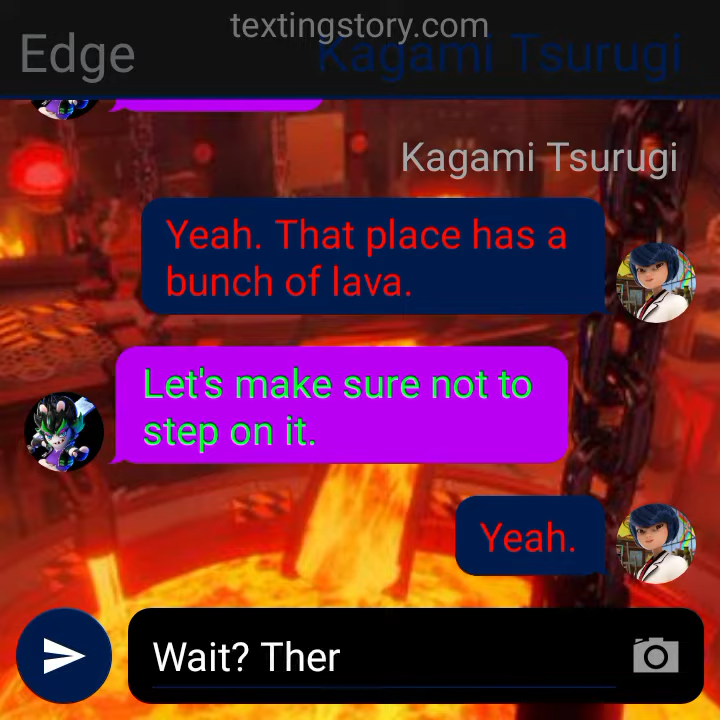 textingstory.com
Edge
Kagami Tsurugi
Kagami Tsurugi
Yeah. That place has a
bunch of lava.
Let's make sure not to
step on it.
Yeah.
Wait? Ther